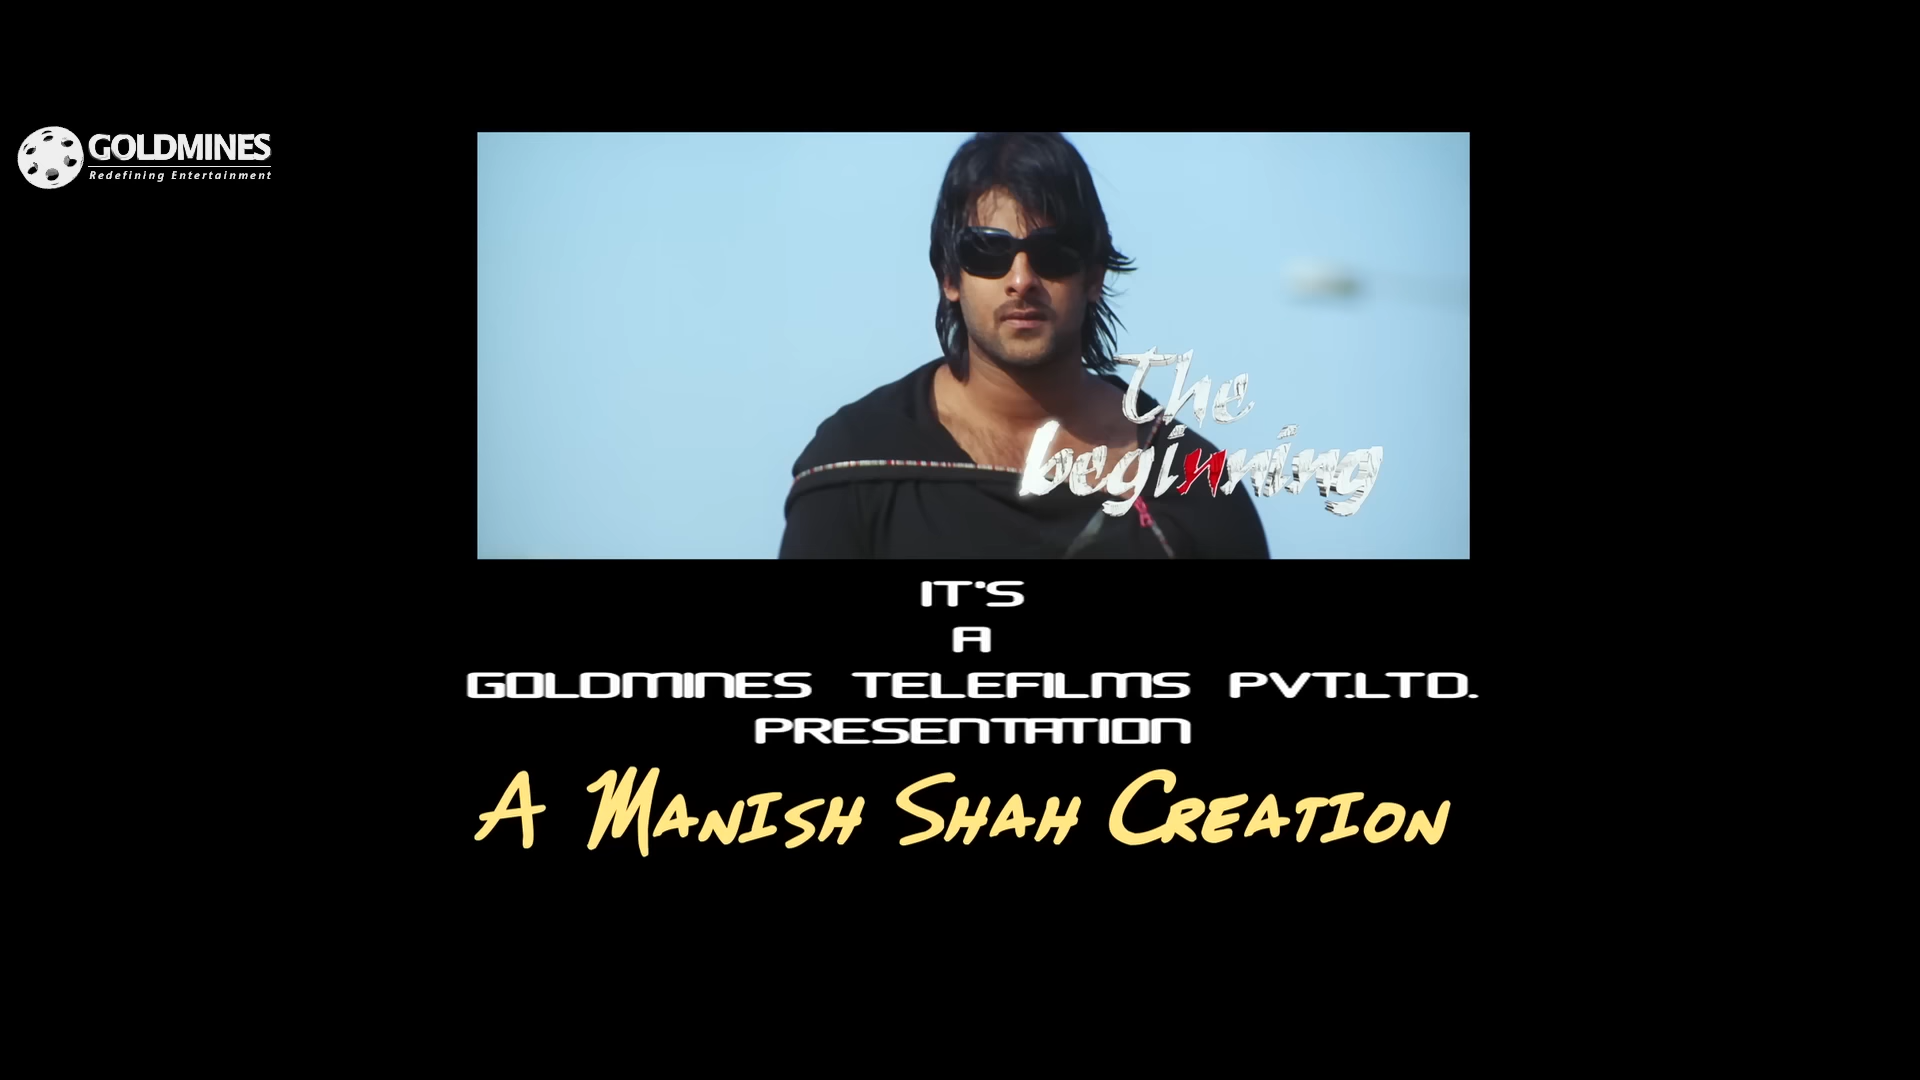 GOLDMINES
Redefining Entertainment
The
beginning
IT'S
A
GOLDMINES TELEFILMS PVT.LTD.
PRESENTATION
A MANISH SHAH CREATION